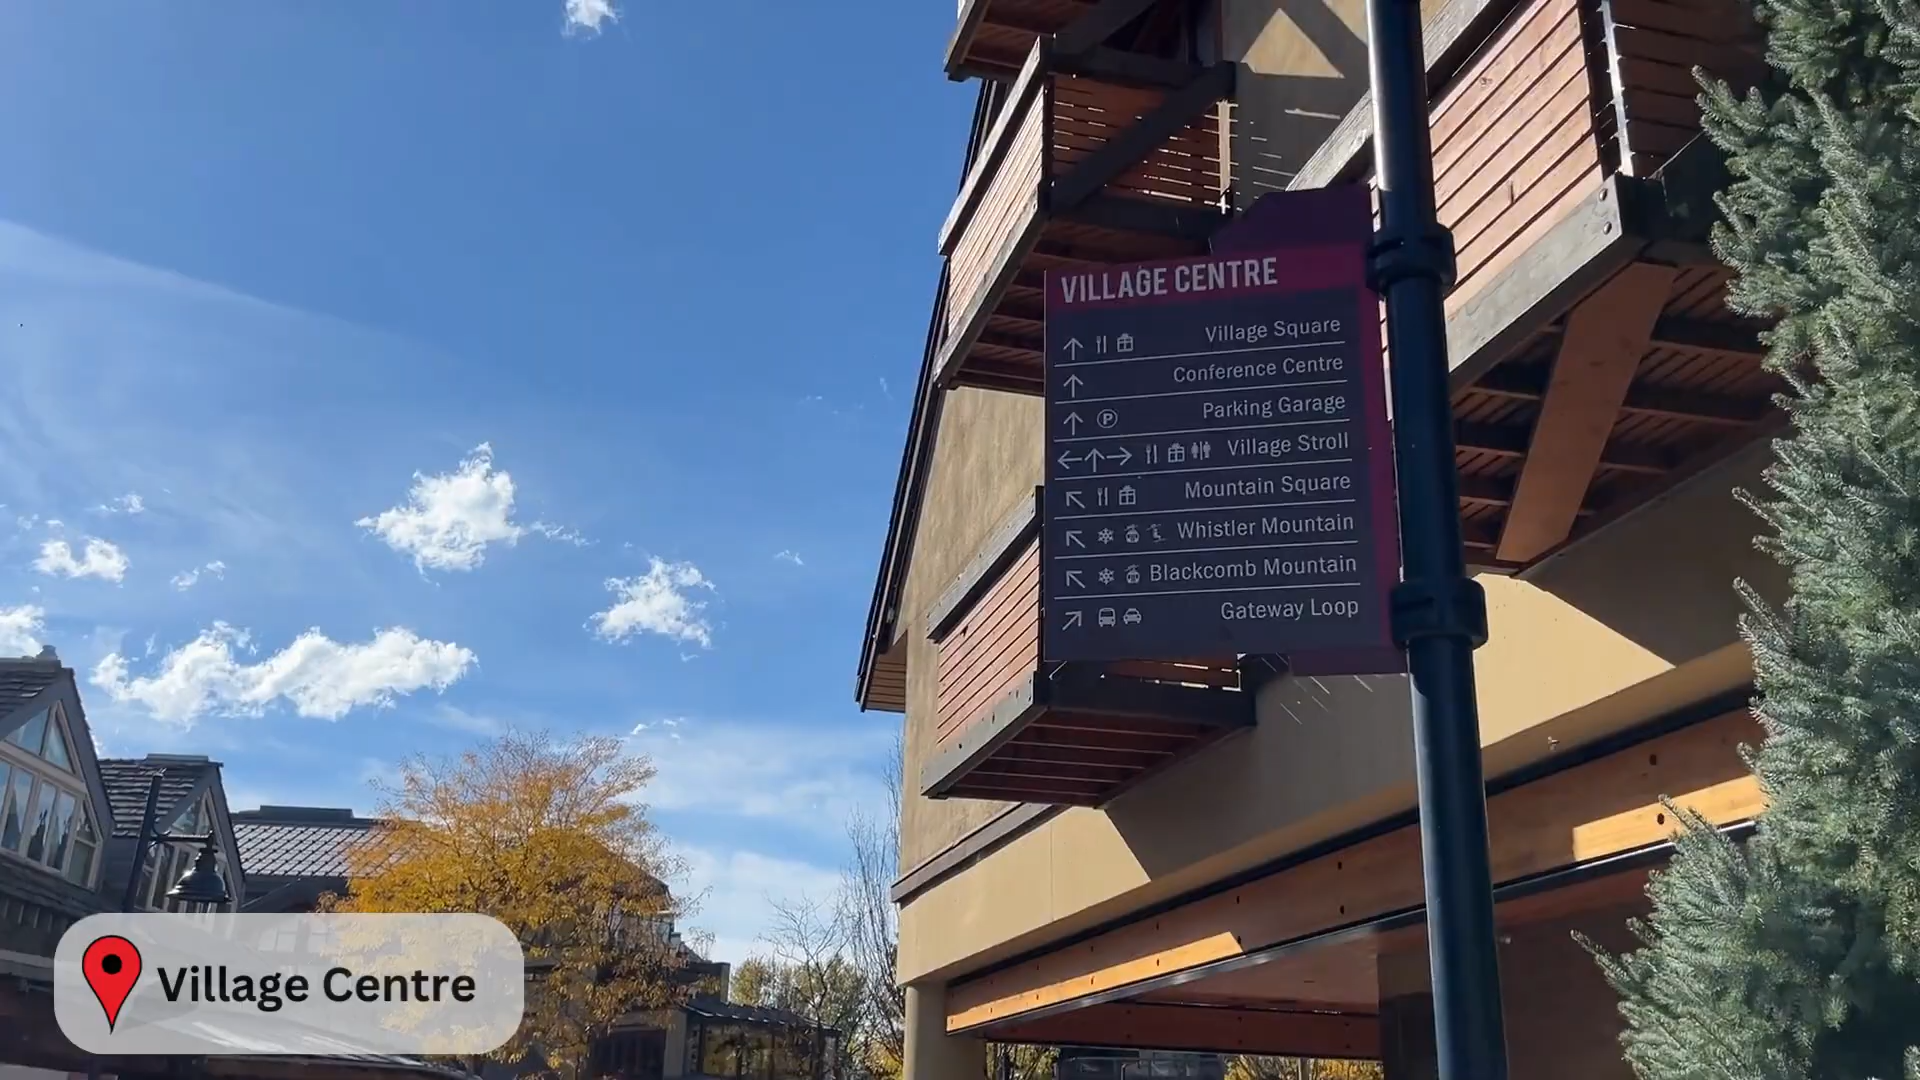 VILLAGE CENTRE
Village Square
Conference Centre
P Parking Garage
Village Stroll
Mountain Square
Whistler Mountain
Blackcomb Mountain
Gateway Loop
Village Centre